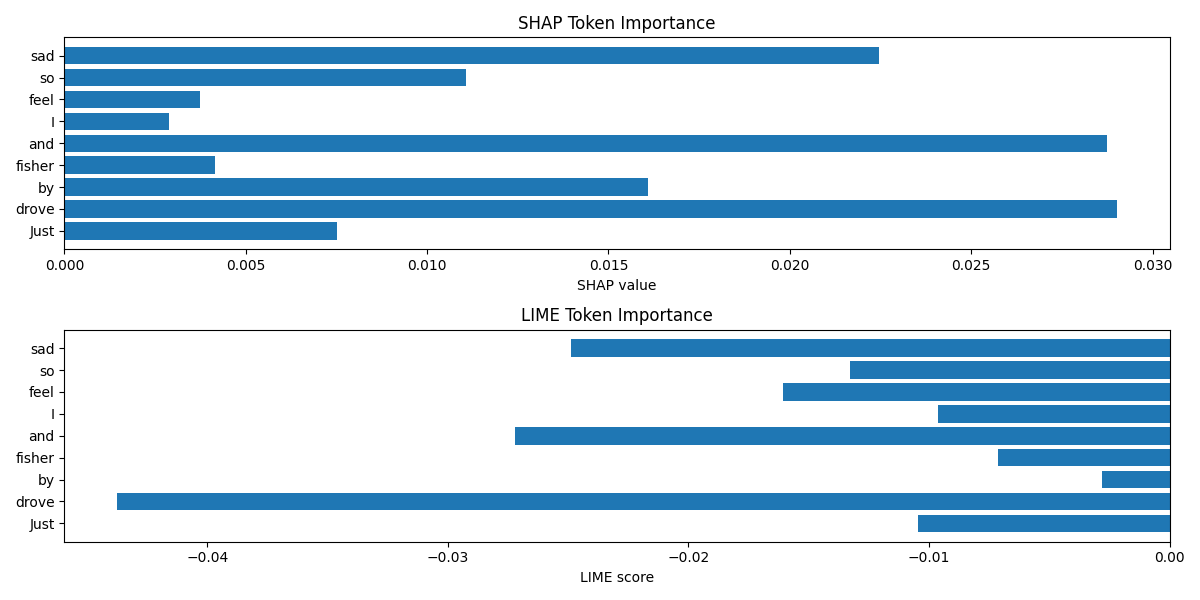 SHAP Token Importance
sad
so
feel
I
and
fisher
by
drove
Just
0.000 0.005 0.010 0.015 0.020 0.025 0.030
SHAP value
LIME Token Importance
sad
so
feel
I
and
fisher
by
drove
Just
−0.04 −0.03 −0.02 −0.01 0.00
LIME score